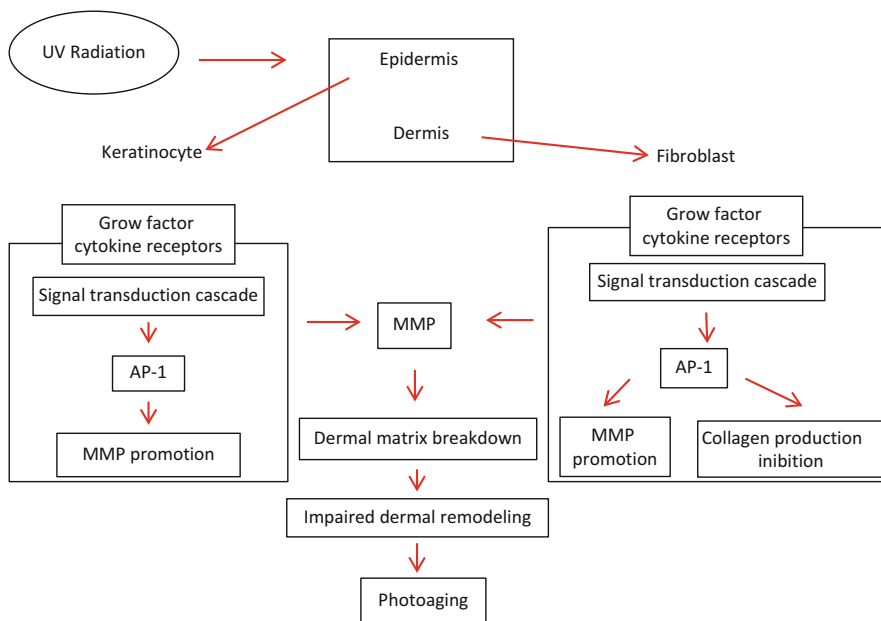 UV Radiation
Epidermis
Dermis
Keratinocyte
Fibroblast
Grow factor
cytokine receptors
Signal transduction cascade
AP-1
MMP promotion
MMP
Dermal matrix breakdown
Impaired dermal remodeling
Photoaging
Grow factor
cytokine receptors
Signal transduction cascade
AP-1
MMP
promotion
Collagen production
inibition